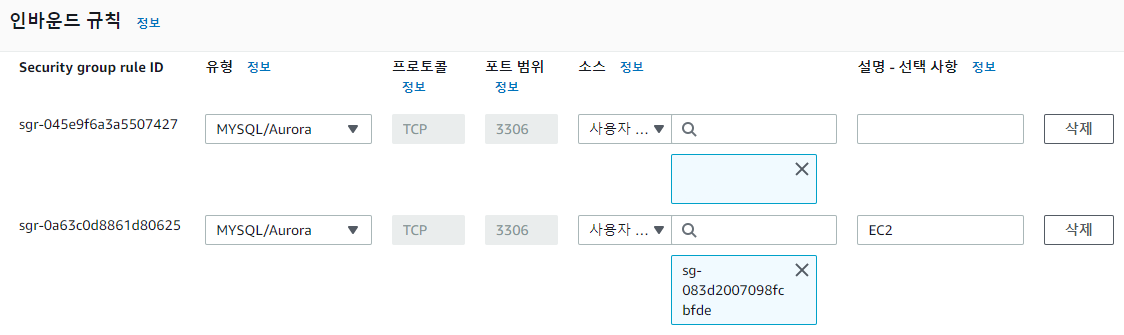 인바운드 규칙 정보
Security group rule ID 유형 정보 프로토콜 정보 포트 범위 정보 소스 정보 설명 - 선택 사항 정보
sgr-045e9f6a3a5507427 MYSQL/Aurora TCP 3306 사용자 ... 삭제
sgr-0a63c0d8861d80625 MYSQL/Aurora TCP 3306 사용자 ... EC2 삭제
sg-
083d2007098fc
bfde